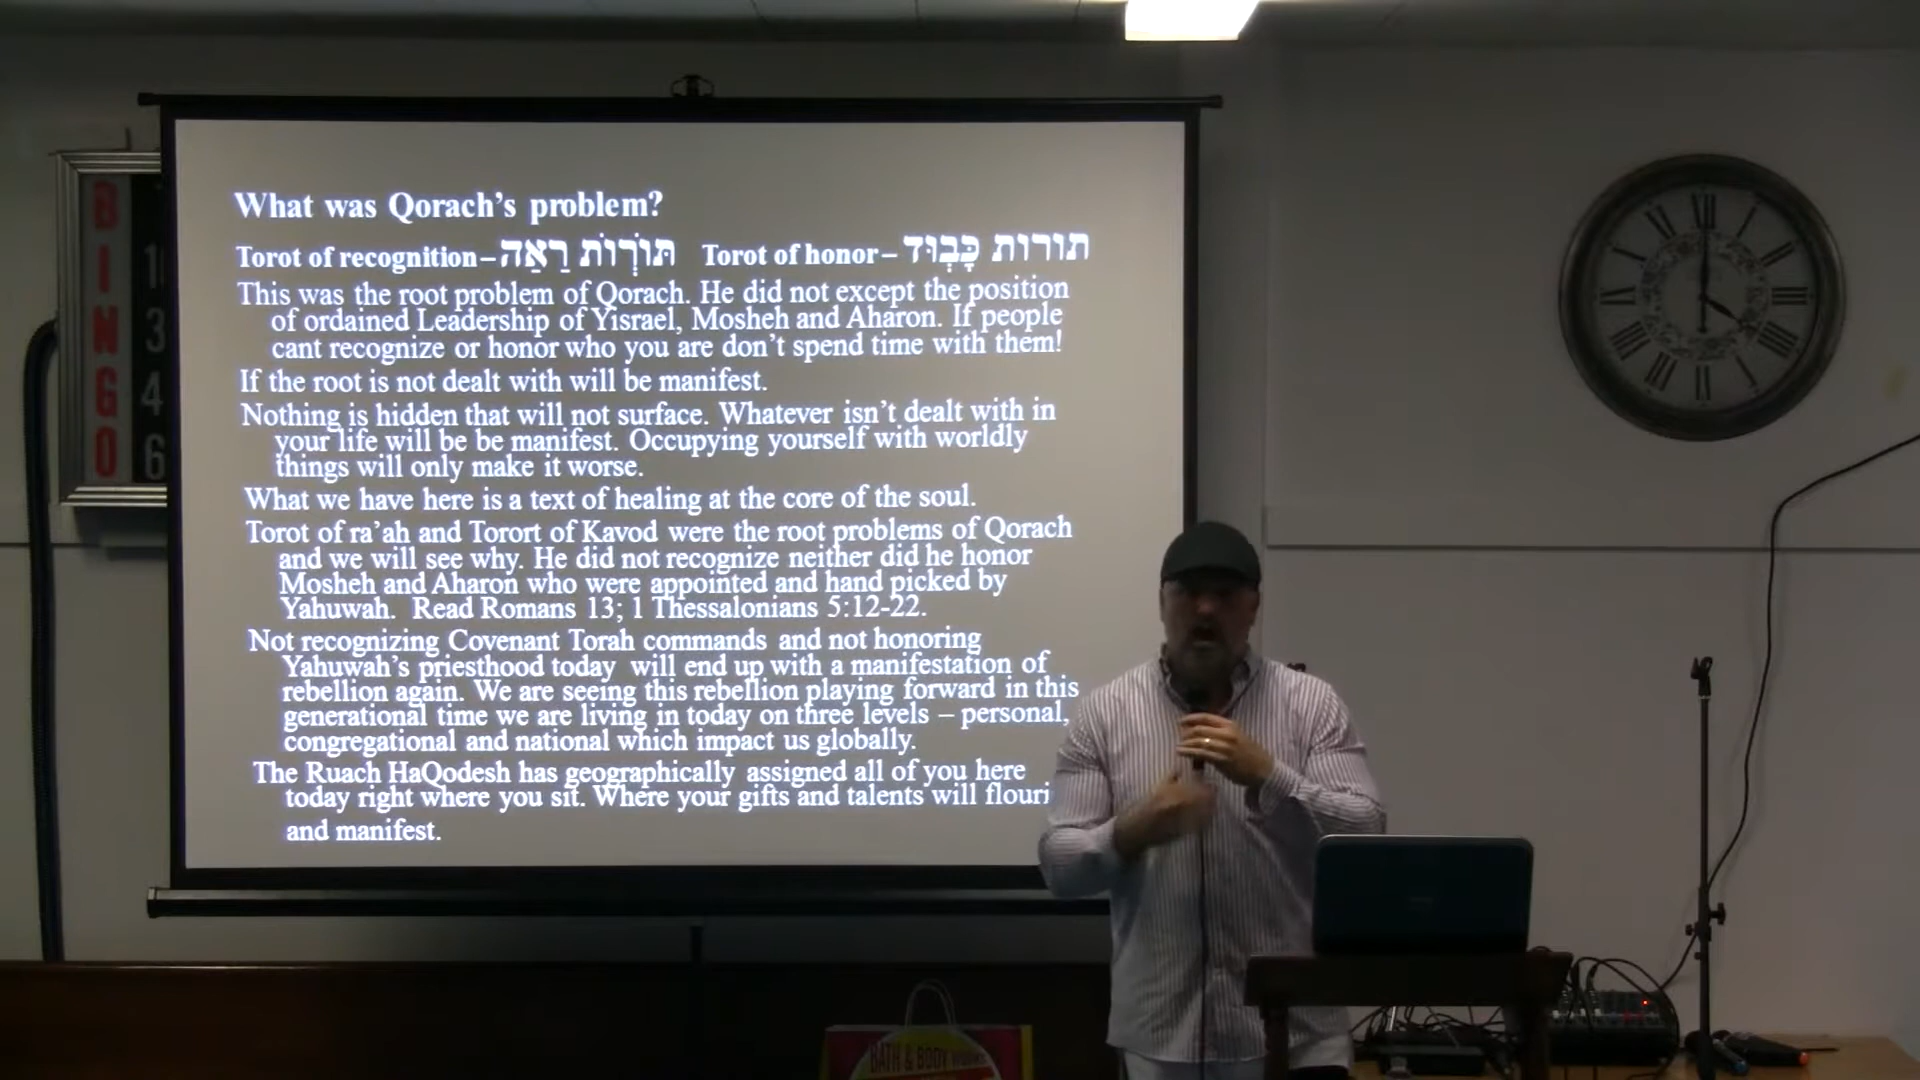 What was Qorach's problem?
Torot of recognition – תּוֹרְוֹת רַאַה Torot of honor – תורות כָּבְוּד
This was the root problem of Qorach. He did not except the position
of ordained Leadership of Yisrael, Mosheh and Aharon. If people
cant recognize or honor who you are don't spend time with them!
If the root is not dealt with will be manifest.
Nothing is hidden that will not surface. Whatever isn't dealt with in
your life will be be manifest. Occupying yourself with worldly
things will only make it worse.
What we have here is a text of healing at the core of the soul.
Torot of ra'ah and Torort of Kavod were the root problems of Qorach
and we will see why. He did not recognize neither did he honor
Mosheh and Aharon who were appointed and hand picked by
Yahuwah. Read Romans 13; 1 Thessalonians 5:12-22.
Not recognizing Covenant Torah commands and not honoring
Yahuwah's priesthood today will end up with a manifestation of
rebellion again. We are seeing this rebellion playing forward in this
generational time we are living in today on three levels – personal,
congregational and national which impact us globally.
The Ruach HaQodesh has geographically assigned all of you here
today right where you sit. Where your gifts and talents will flouri
and manifest.
B
I 1
N 3
G 4
O 6
XII
III
VI
IX
BATH & BODY WORKS